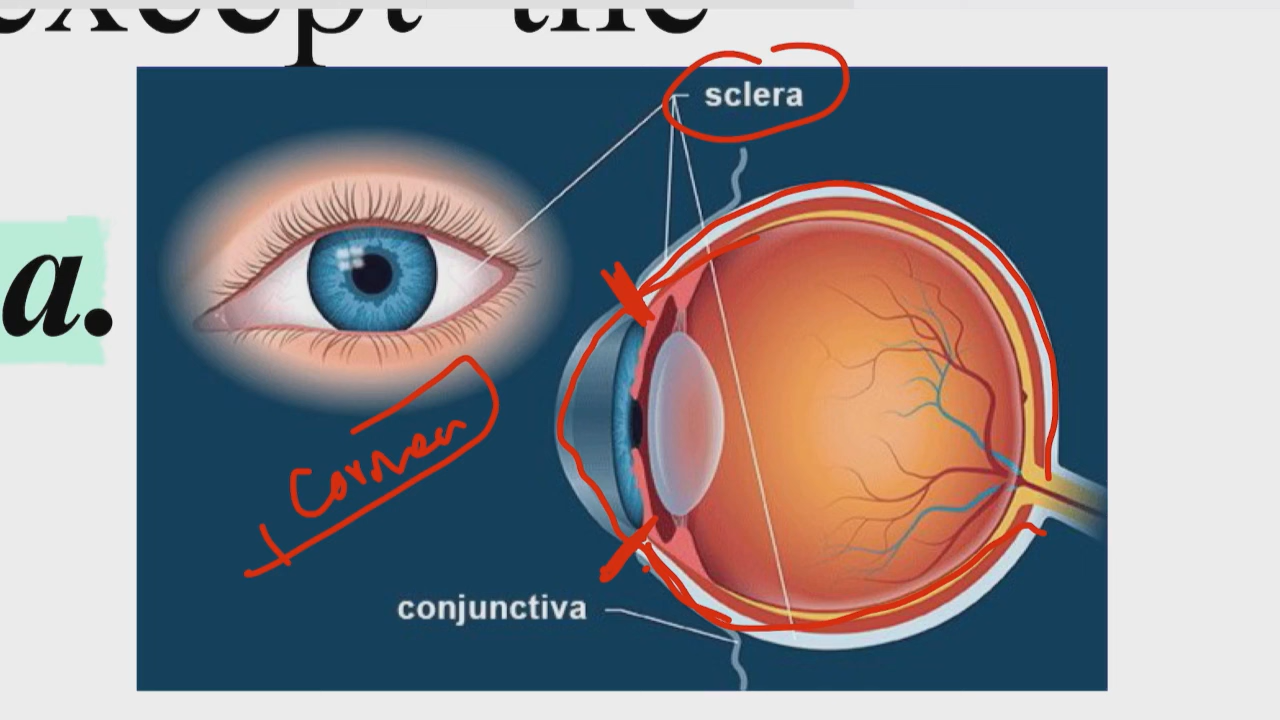 except the
sclera
a.
Cornea
conjunctiva